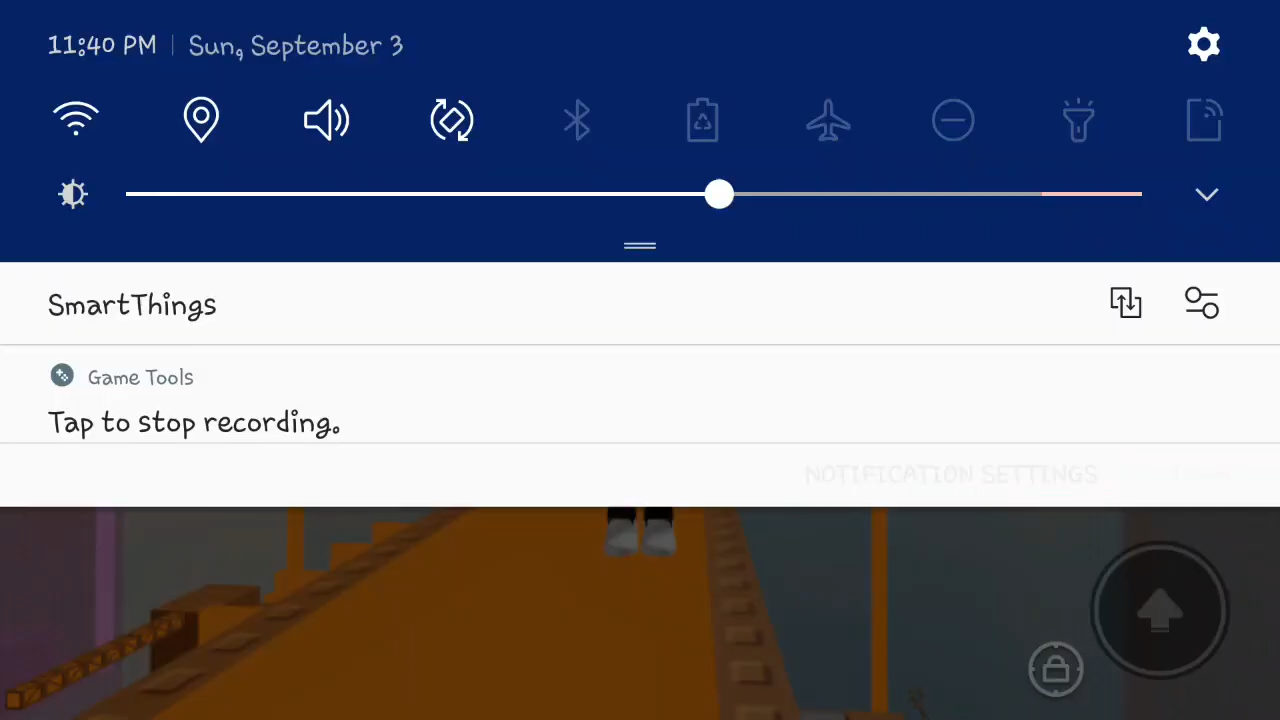 11:40 PM | Sun, September 3
SmartThings
Game Tools
Tap to stop recording.
NOTIFICATION SETTINGS